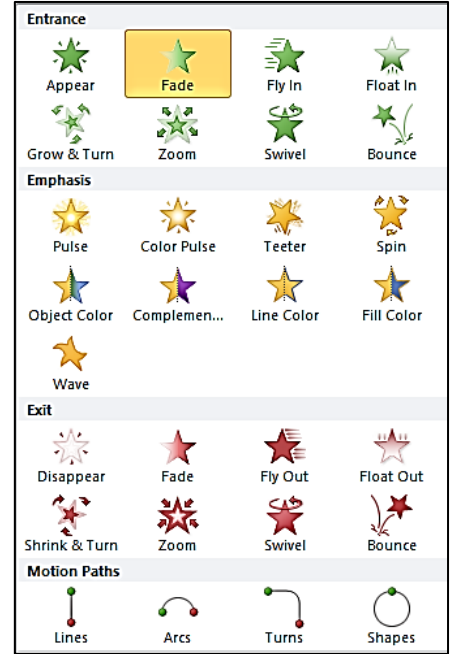 Entrance
Appear Fade Fly In Float In
Grow & Turn Zoom Swivel Bounce
Emphasis
Pulse Color Pulse Teeter Spin
Object Color Complemen... Line Color Fill Color
Wave
Exit
Disappear Fade Fly Out Float Out
Shrink & Turn Zoom Swivel Bounce
Motion Paths
Lines Arcs Turns Shapes